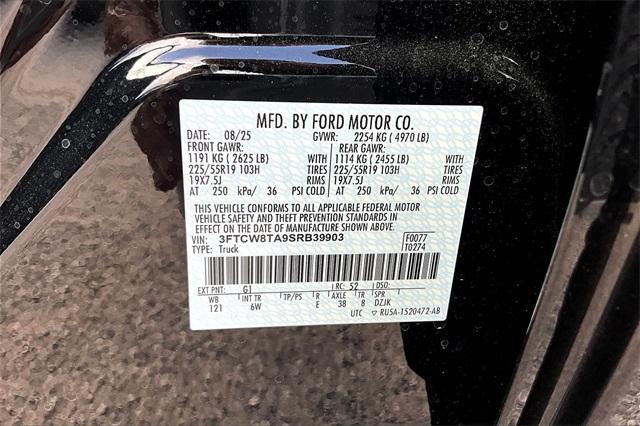 MFD. BY FORD MOTOR CO.
DATE: 08/25 GVWR: 2254 KG ( 4970 LB)
FRONT GAWR: REAR GAWR:
1191 KG ( 2625 LB) WITH 1114 KG ( 2455 LB) WITH
225/55R19 103H TIRES 225/55R19 103H TIRES
19X7.5J RIMS 19X7.5J RIMS
AT 250 kPa/ 36 PSI COLD AT 250 kPa/ 36 PSI COLD
THIS VEHICLE CONFORMS TO ALL APPLICABLE FEDERAL MOTOR
VEHICLE SAFETY AND THEFT PREVENTION STANDARDS IN
EFFECT ON THE DATE OF MANUFACTURE SHOWN ABOVE.
VIN: 3FTCW8TA9SRB39903 F0077
TYPE: Truck T0274
EXT PNT: G1 RC: 52 DSO:
WB INT TR TP/PS R AXLE TR SPR
121 6W E 38 8 DZJK
UTC ▽ RU5A-1520472-AB